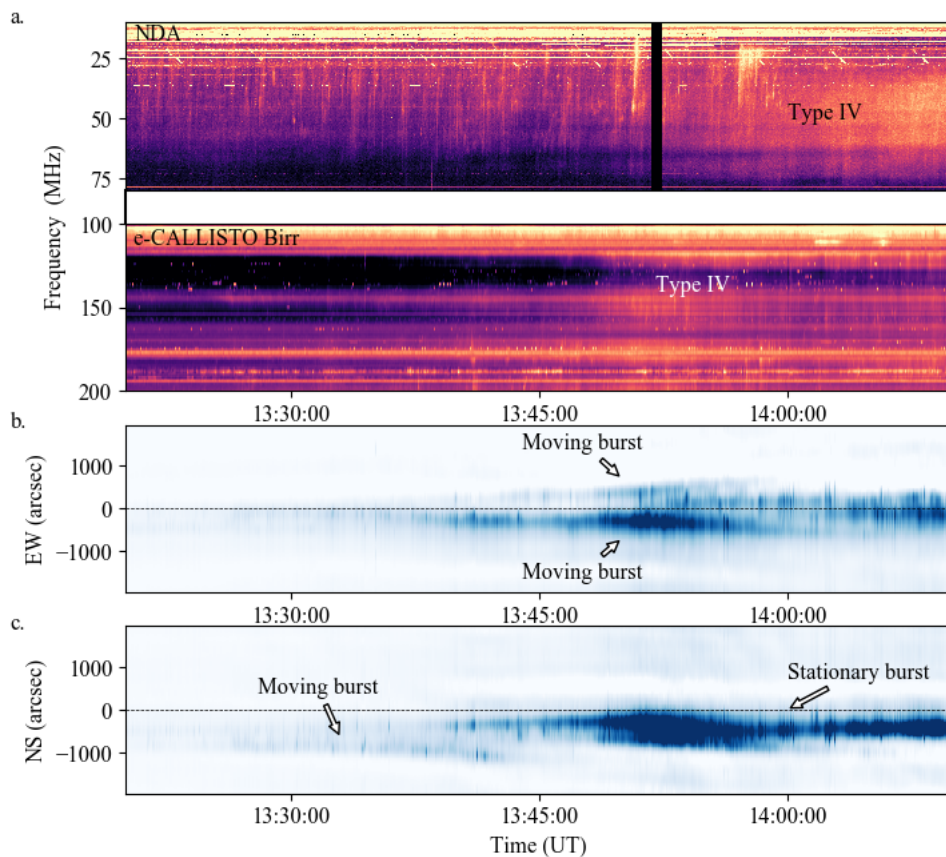 a.
NDA
25
50
75
Type IV
Frequency (MHz)
100
150
200
e-CALLISTO Birr
Type IV
13:30:00 13:45:00 14:00:00
b.
Moving burst
1000
0
−1000
EW (arcsec)
Moving burst
13:30:00 13:45:00 14:00:00
c.
Stationary burst
Moving burst
1000
0
−1000
NS (arcsec)
13:30:00 13:45:00 14:00:00
Time (UT)